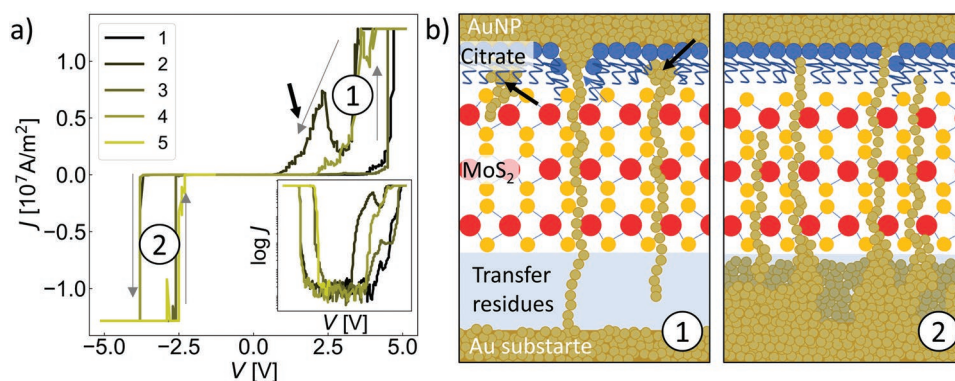 a)
1
2
3
4
5
1
2
J [10⁷A/m²]
1.0
0.5
0.0
−0.5
−1.0
−5.0
−2.5
0.0
2.5
5.0
V [V]
log J
V [V]
b)
AuNP
Citrate
MoS₂
Transfer
residues
Au substarte
1
2